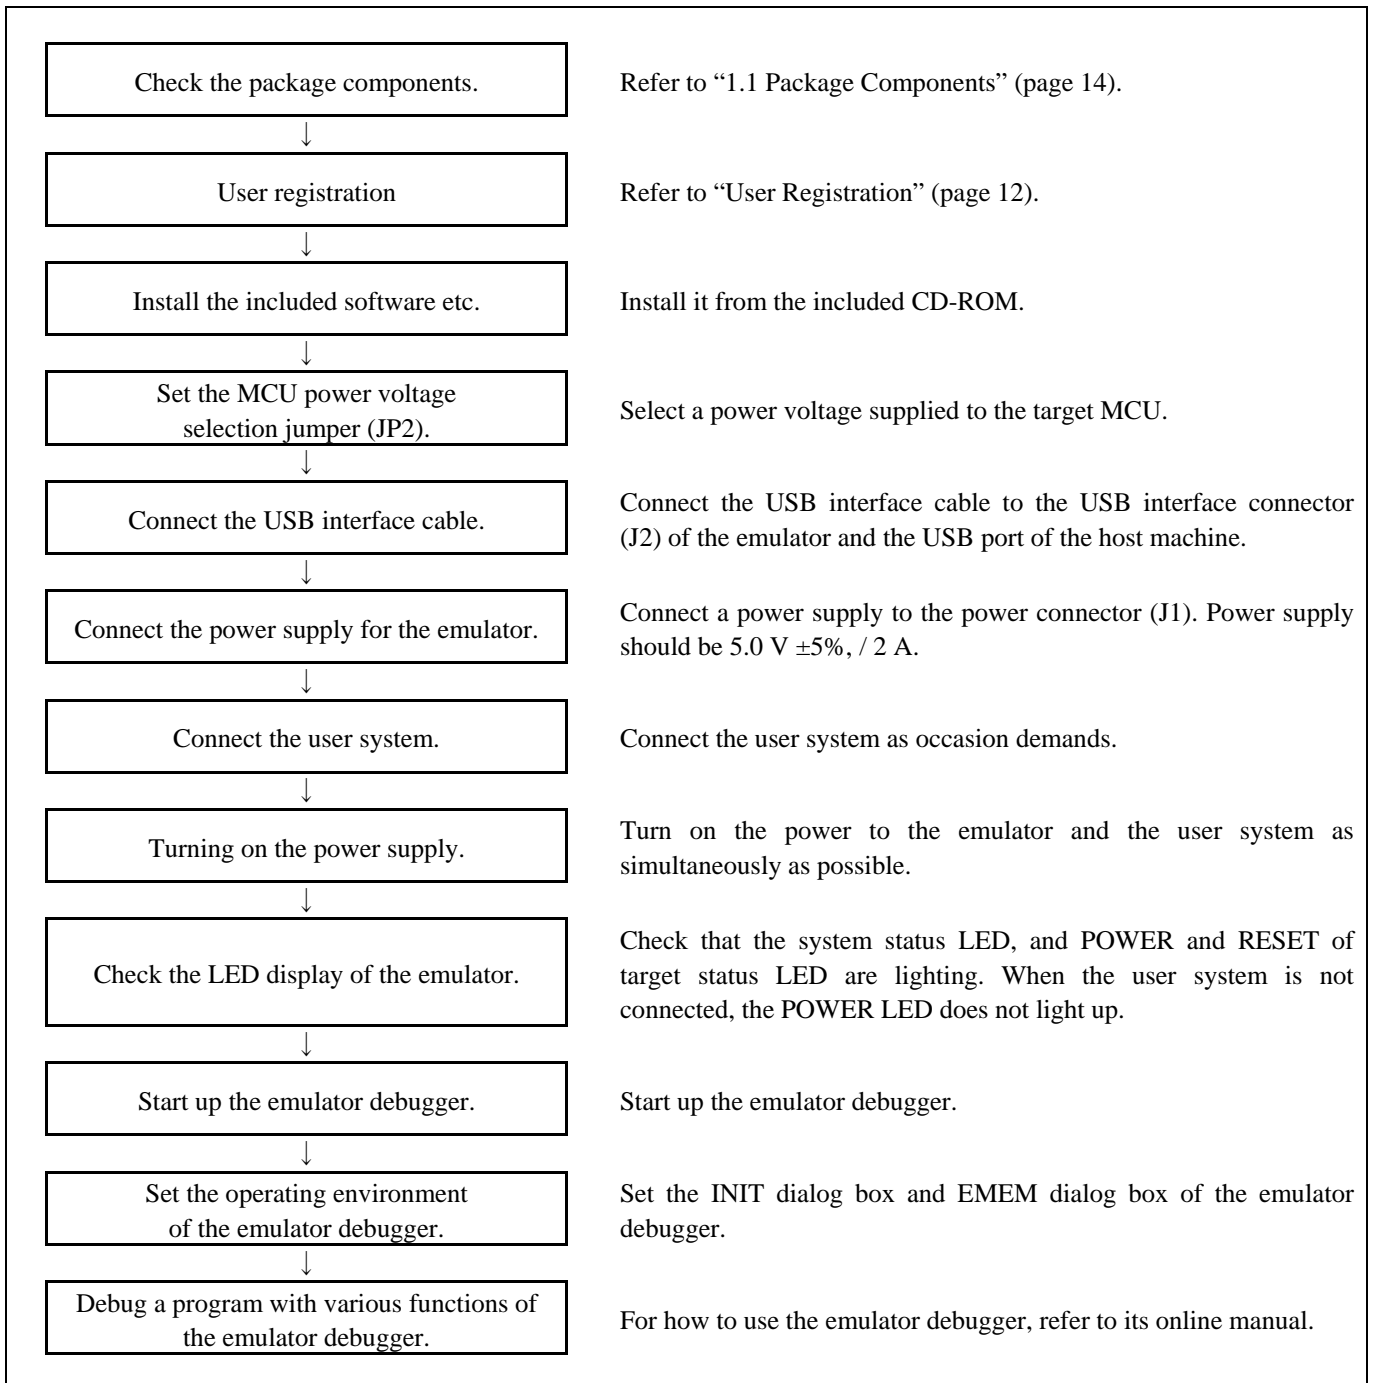 Check the package components.
Refer to “1.1 Package Components” (page 14).
↓
User registration
Refer to “User Registration” (page 12).
↓
Install the included software etc.
Install it from the included CD-ROM.
↓
Set the MCU power voltage
selection jumper (JP2).
Select a power voltage supplied to the target MCU.
↓
Connect the USB interface cable.
Connect the USB interface cable to the USB interface connector
(J2) of the emulator and the USB port of the host machine.
↓
Connect the power supply for the emulator.
Connect a power supply to the power connector (J1). Power supply
should be 5.0 V ±5%, / 2 A.
↓
Connect the user system.
Connect the user system as occasion demands.
↓
Turning on the power supply.
Turn on the power to the emulator and the user system as
simultaneously as possible.
↓
Check the LED display of the emulator.
Check that the system status LED, and POWER and RESET of
target status LED are lighting. When the user system is not
connected, the POWER LED does not light up.
↓
Start up the emulator debugger.
Start up the emulator debugger.
↓
Set the operating environment
of the emulator debugger.
Set the INIT dialog box and EMEM dialog box of the emulator
debugger.
↓
Debug a program with various functions of
the emulator debugger.
For how to use the emulator debugger, refer to its online manual.